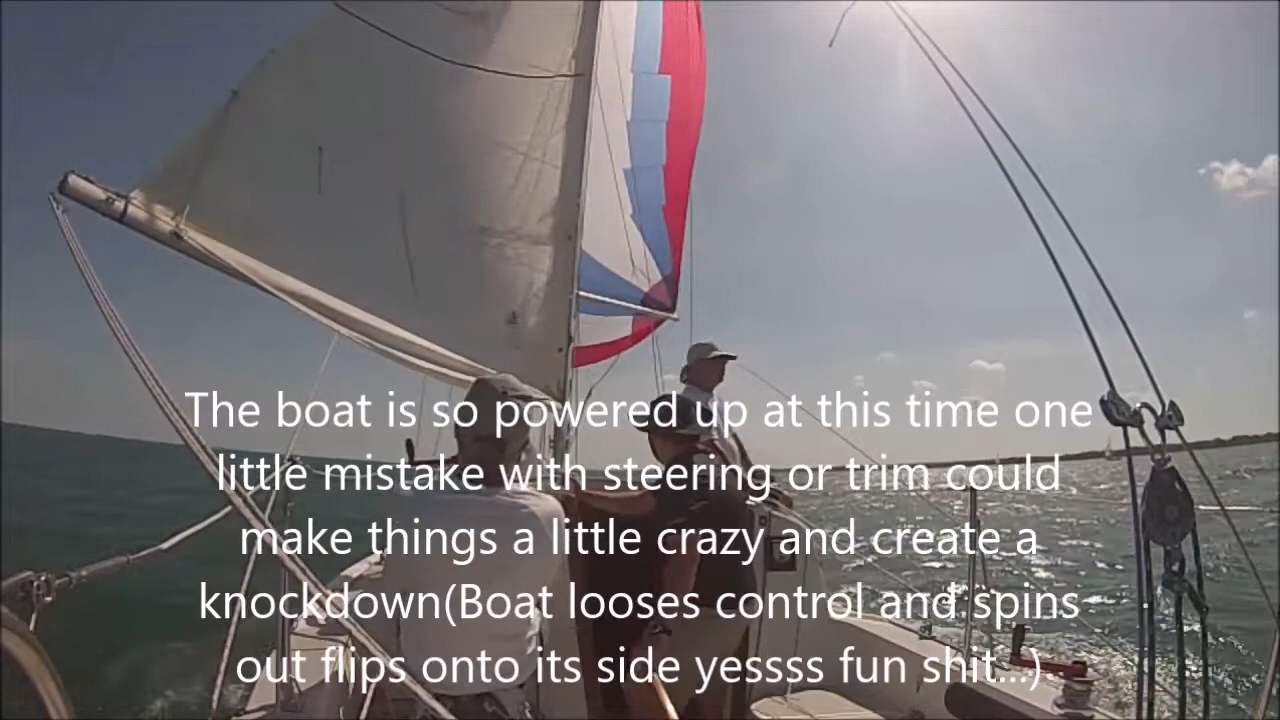 The boat is so powered up at this time one
little mistake with steering or trim could
make things a little crazy and create a
knockdown(Boat looses control and spins
out flips onto its side yessss fun shit...)